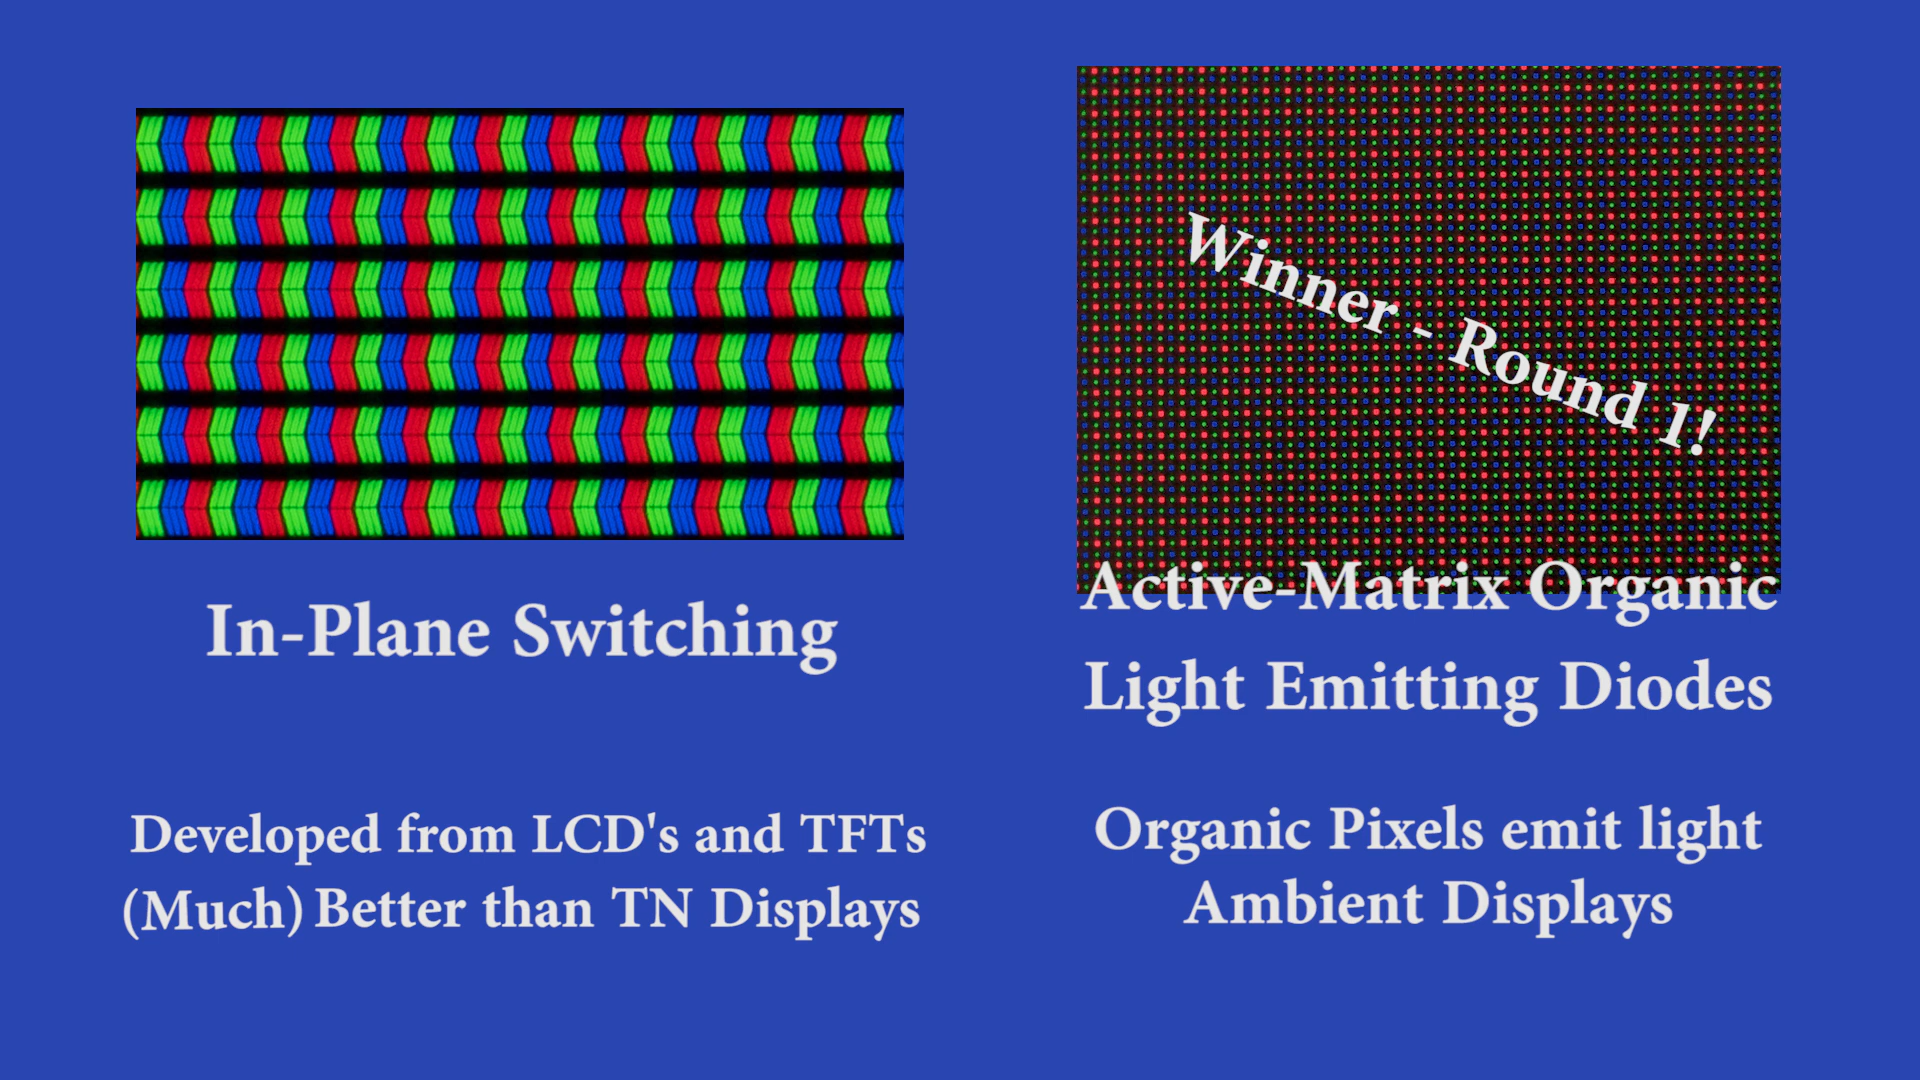 In-Plane Switching
Developed from LCD's and TFTs
(Much) Better than TN Displays
Winner - Round 1!
Active-Matrix Organic
Light Emitting Diodes
Organic Pixels emit light
Ambient Displays